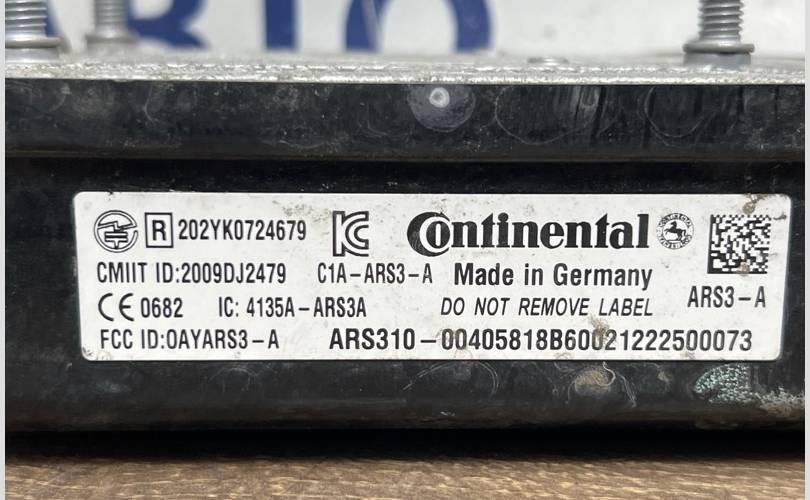 R 202YK0724679 Continental
CMIIT ID:2009DJ2479 C1A-ARS3-A Made in Germany
CE 0682 IC: 4135A-ARS3A DO NOT REMOVE LABEL ARS3-A
FCC ID:OAYARS3-A ARS310-00405818B60021222500073